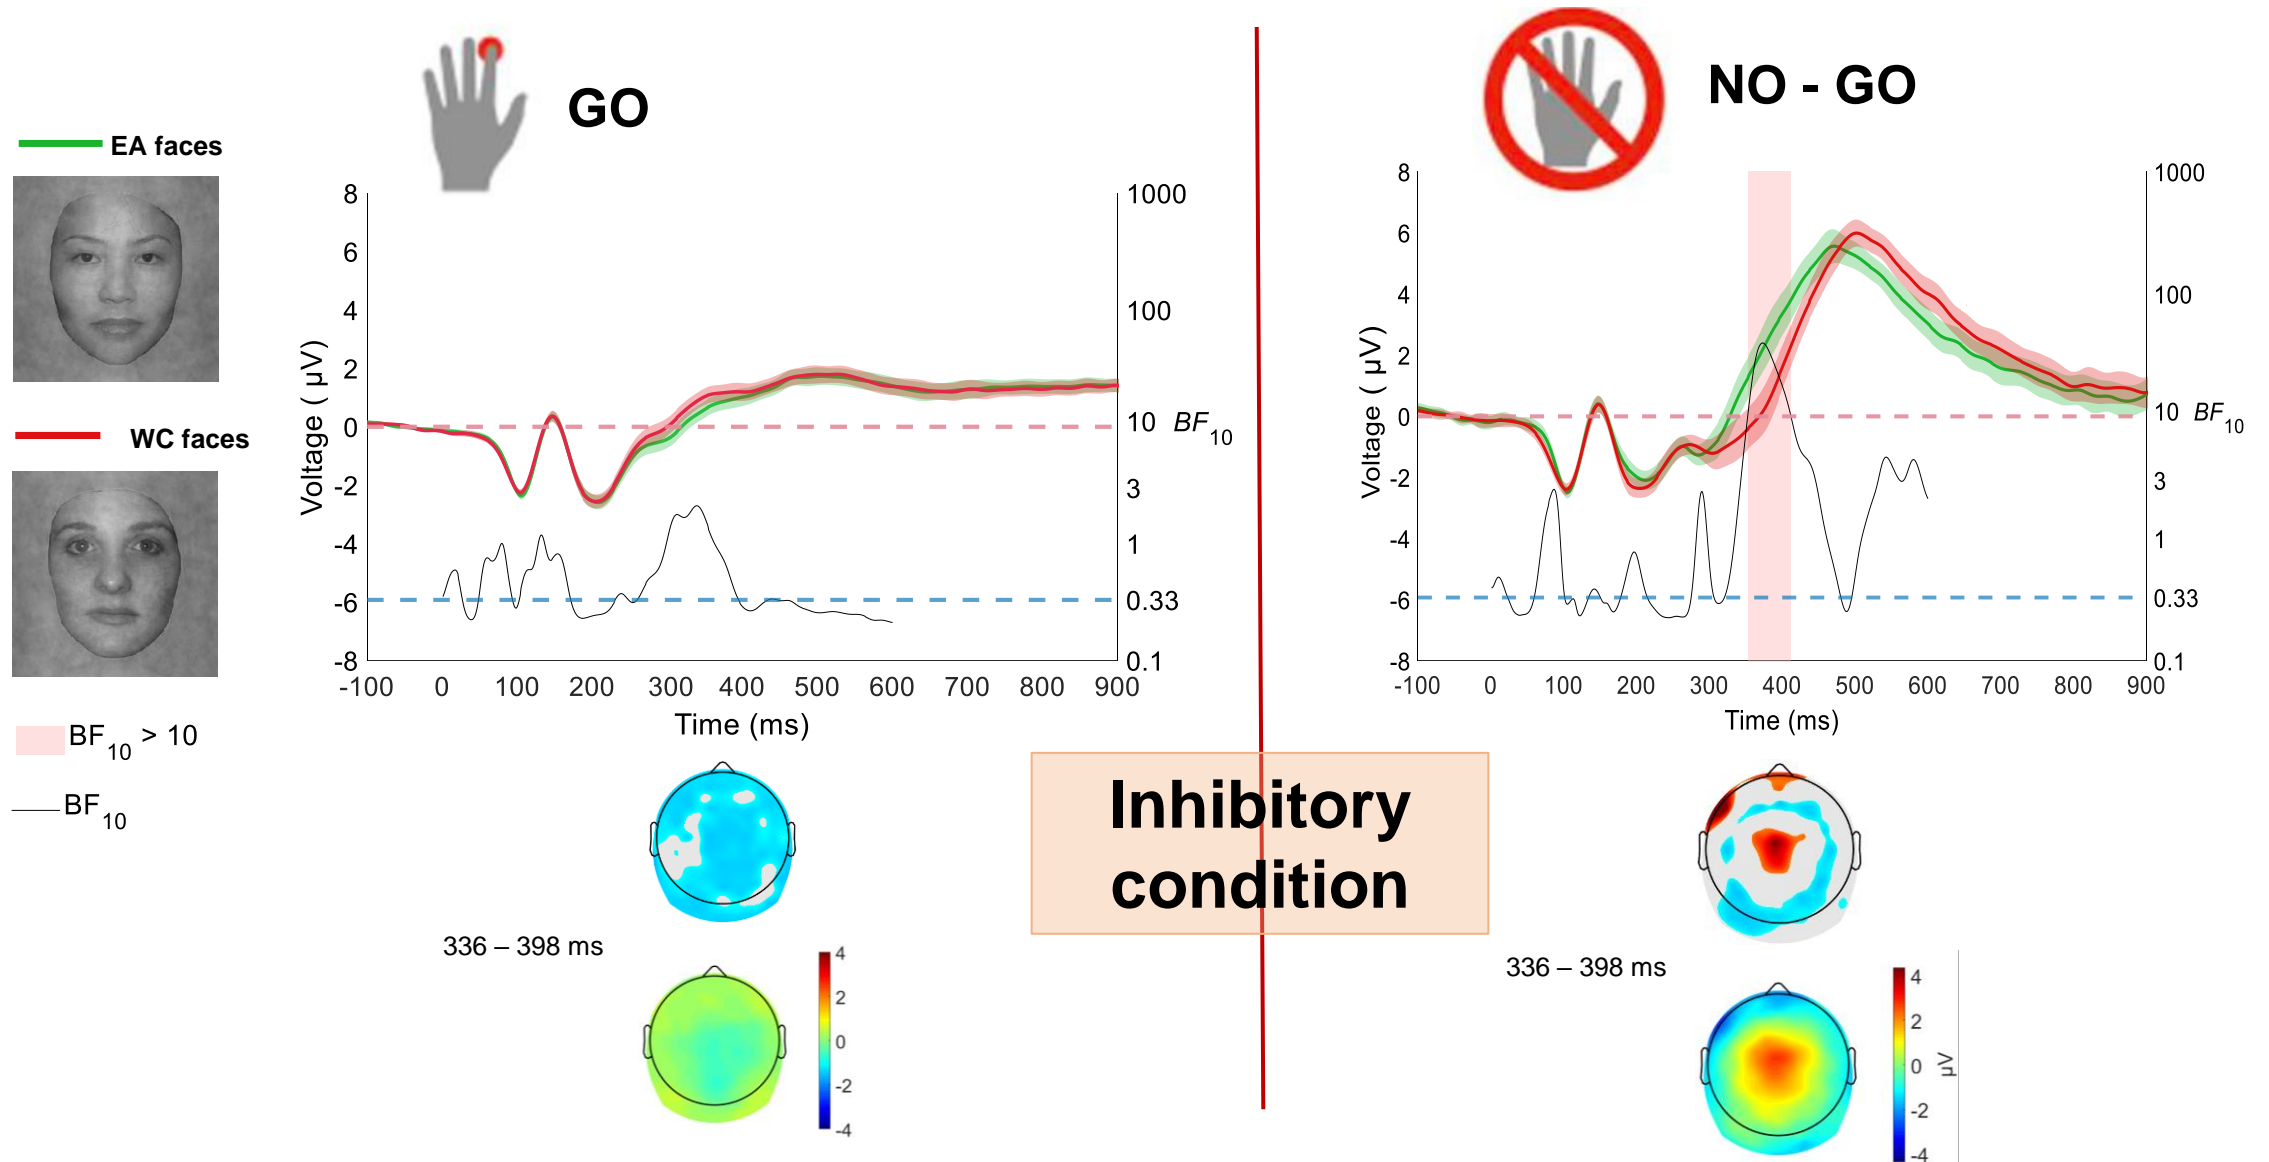 GO
NO - GO
EA faces
WC faces
BF10 > 10
BF10
8
6
4
2
0
-2
-4
-6
-8
Voltage ( µV)
1000
100
10 BF10
3
1
0.33
0.1
-100 0 100 200 300 400 500 600 700 800 900
Time (ms)
8
6
4
2
0
-2
-4
-6
-8
Voltage ( µV)
1000
100
10 BF10
3
1
0.33
0.1
-100 0 100 200 300 400 500 600 700 800 900
Time (ms)
Inhibitory
condition
336 – 398 ms
4
2
0
-2
-4
336 – 398 ms
4
2
0
-2
-4
µV